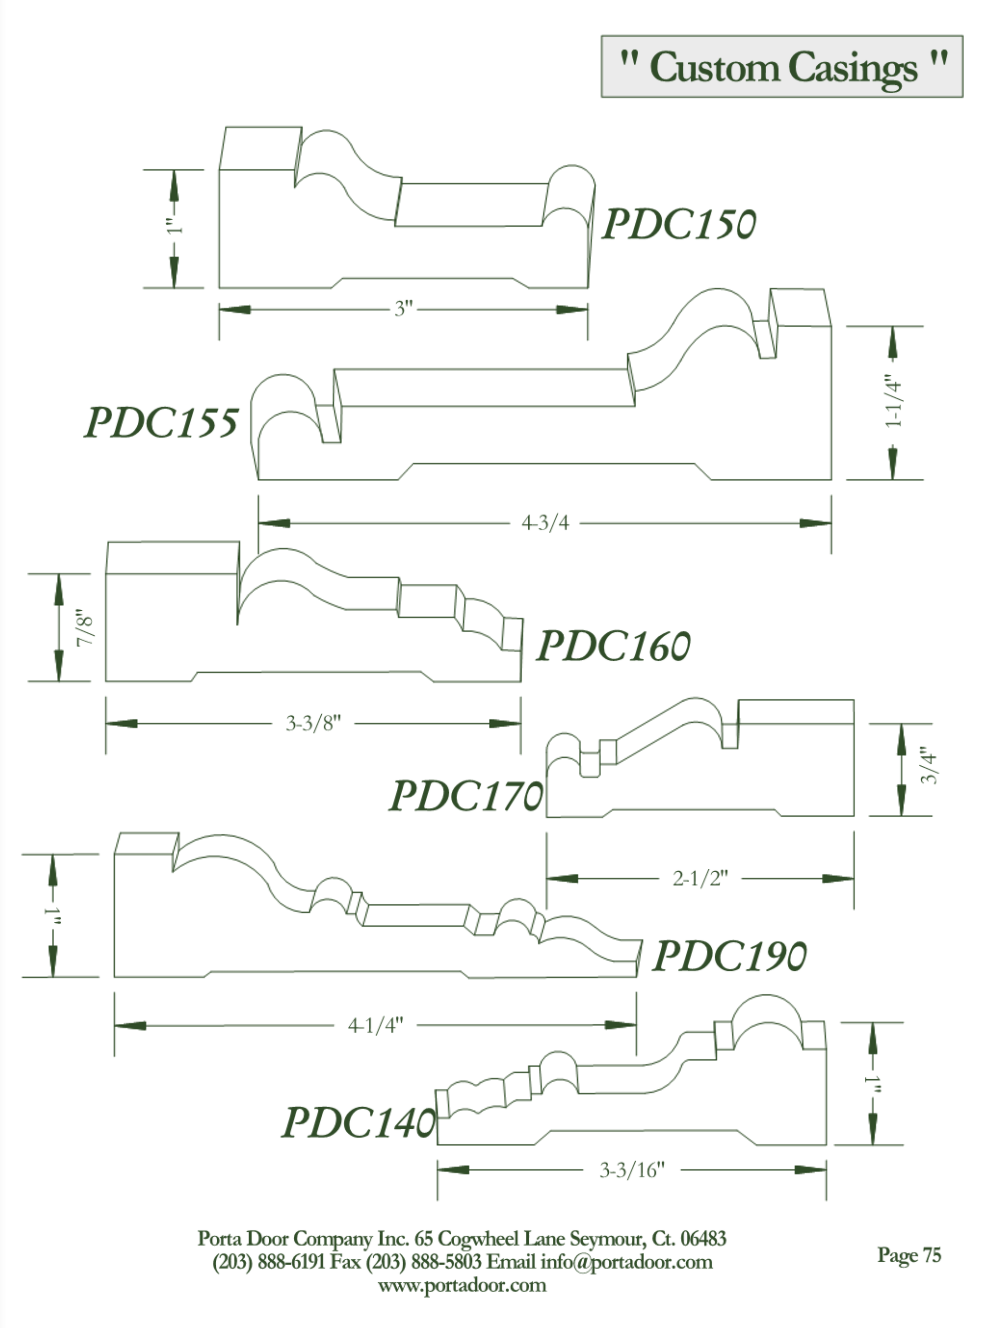 " Custom Casings "
1"
PDC150
3"
PDC155
1-1/4"
4-3/4
7/8"
PDC160
3-3/8"
PDC170
3/4"
2-1/2"
1"
PDC190
4-1/4"
PDC140
1"
3-3/16"
Porta Door Company Inc. 65 Cogwheel Lane Seymour, Ct. 06483
(203) 888-6191 Fax (203) 888-5803 Email info@portadoor.com
www.portadoor.com
Page 75